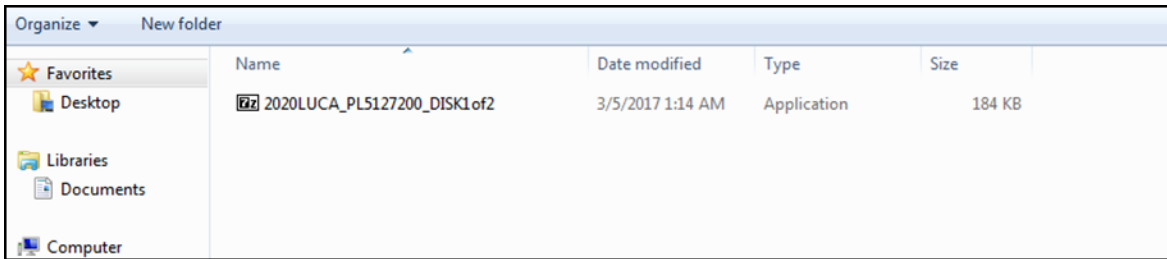 Organize New folder
Favorites
Desktop
Libraries
Documents
Computer
Name Date modified Type Size
7z 2020LUCA_PL5127200_DISK1of2 3/5/2017 1:14 AM Application 184 KB